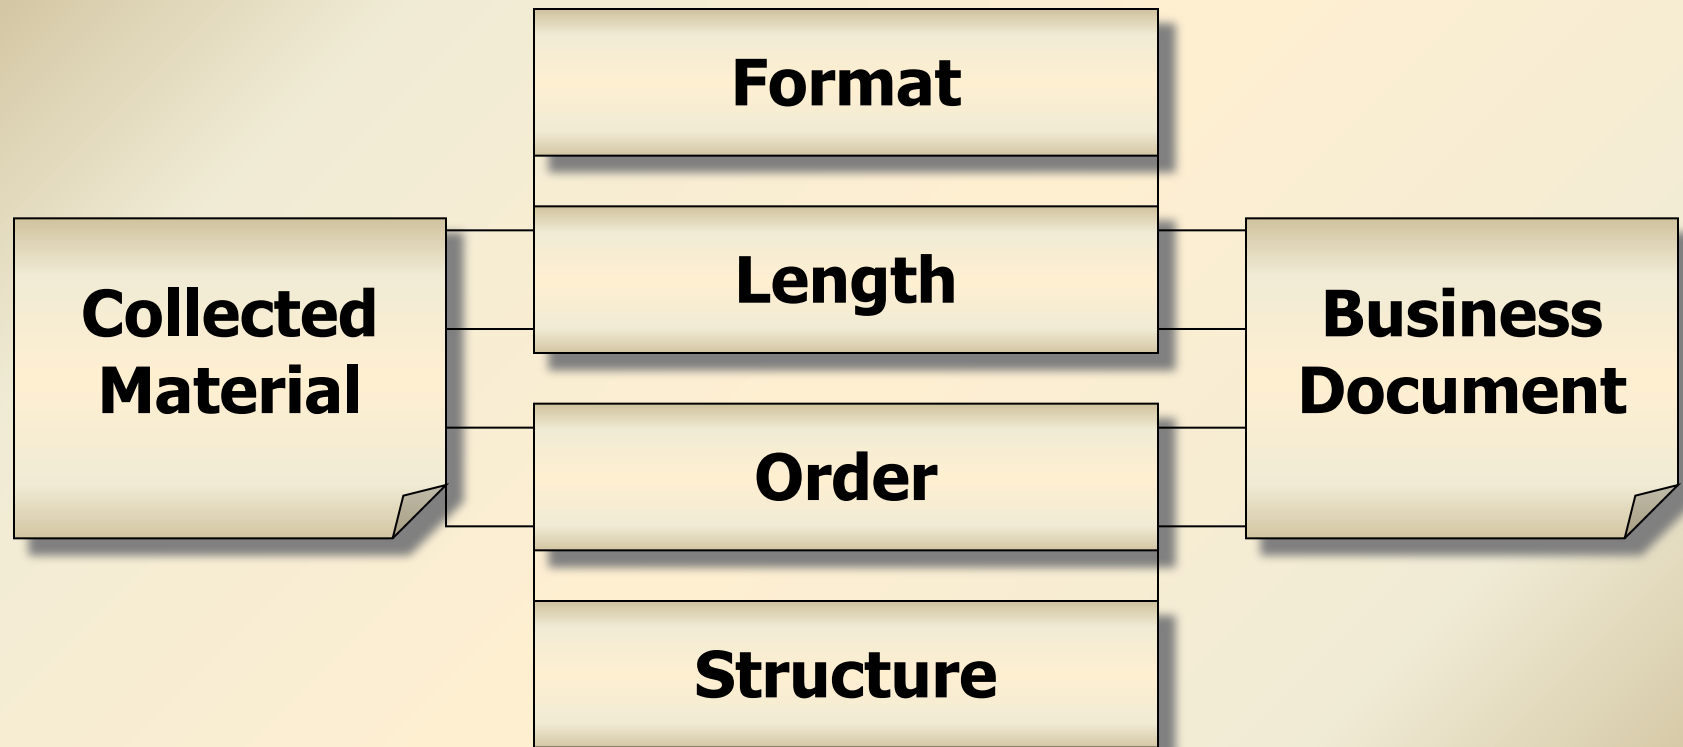 Format
Length
Collected
Material
Business
Document
Order
Structure